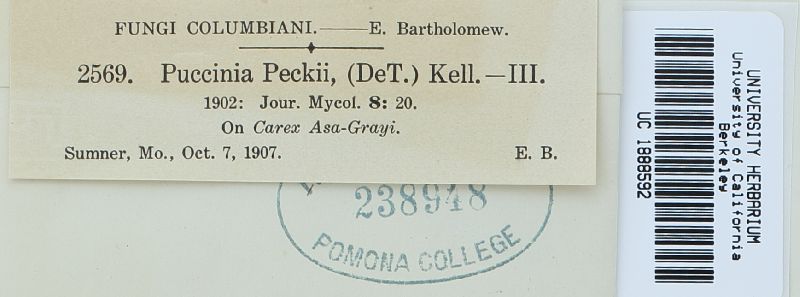 FUNGI COLUMBIANI.——E. Bartholomew.
2569. Puccinia Peckii, (DeT.) Kell.—III.
1902: Jour. Mycol. 8: 20.
On Carex Asa-Grayi.
Sumner, Mo., Oct. 7, 1907. E. B.
238948
POMONA COLLEGE
UNIVERSITY HERBARIUM
University of California
Berkeley
UC 1888592